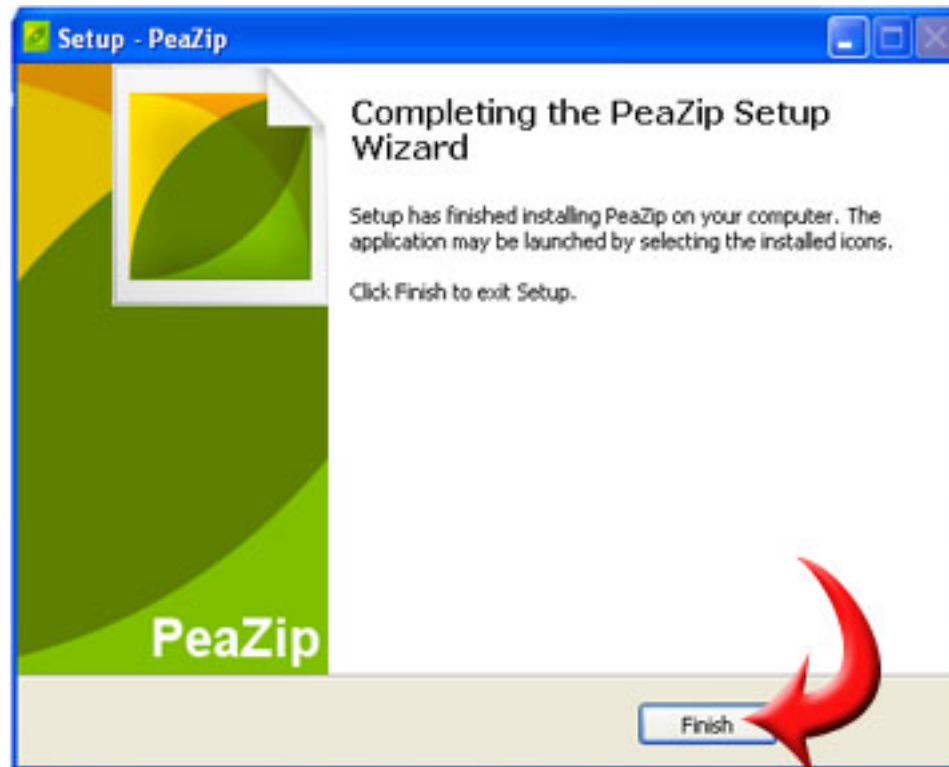 Setup - PeaZip
Completing the PeaZip Setup
Wizard
Setup has finished installing PeaZip on your computer. The
application may be launched by selecting the installed icons.
Click Finish to exit Setup.
PeaZip
Finish